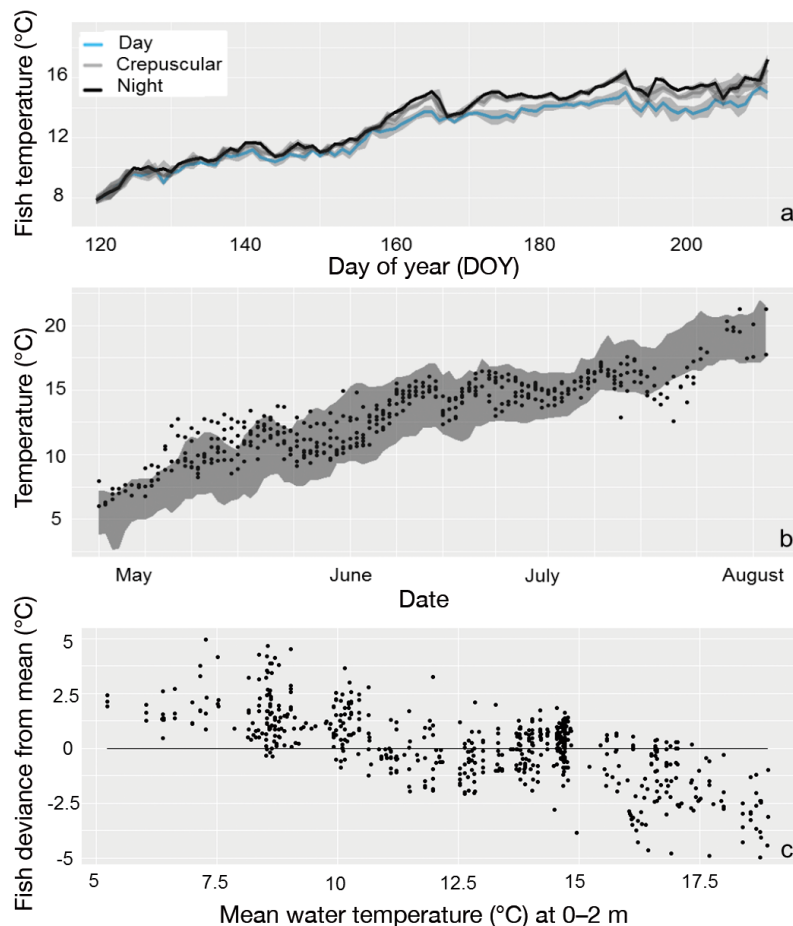 Fish temperature (°C)
16
12
8
Day
Crepuscular
Night
a
120
140
160
180
200
Day of year (DOY)
Temperature (°C)
20
15
10
5
b
May
June
July
August
Date
Fish deviance from mean (°C)
5
2.5
0
-2.5
-5
c
5
7.5
10
12.5
15
17.5
Mean water temperature (°C) at 0–2 m